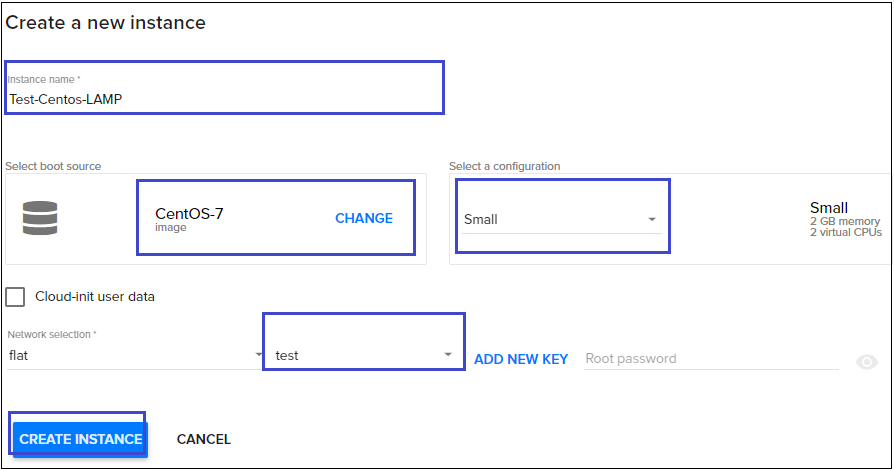 Create a new instance
Instance name *
Test-Centos-LAMP
Select boot source
Select a configuration
CentOS-7
image
CHANGE
Small
Small
2 GB memory
2 virtual CPUs
Cloud-init user data
Network selection *
flat
test
ADD NEW KEY
Root password
CREATE INSTANCE
CANCEL